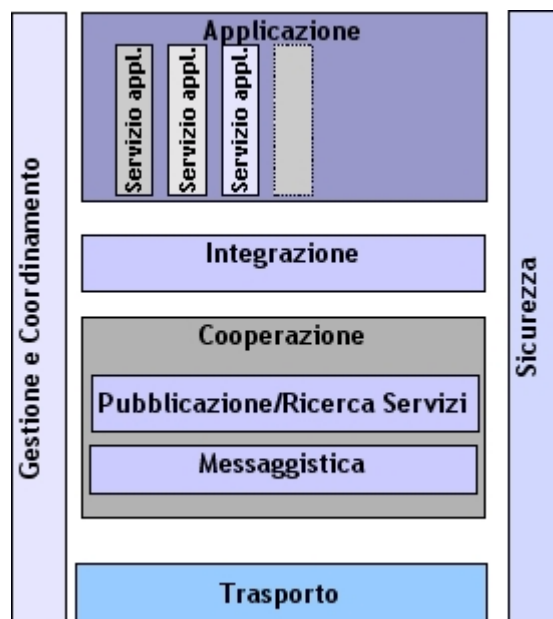 Gestione e Coordinamento
Applicazione
Servizio appl.
Servizio appl.
Servizio appl.
Integrazione
Cooperazione
Pubblicazione/Ricerca Servizi
Messaggistica
Trasporto
Sicurezza